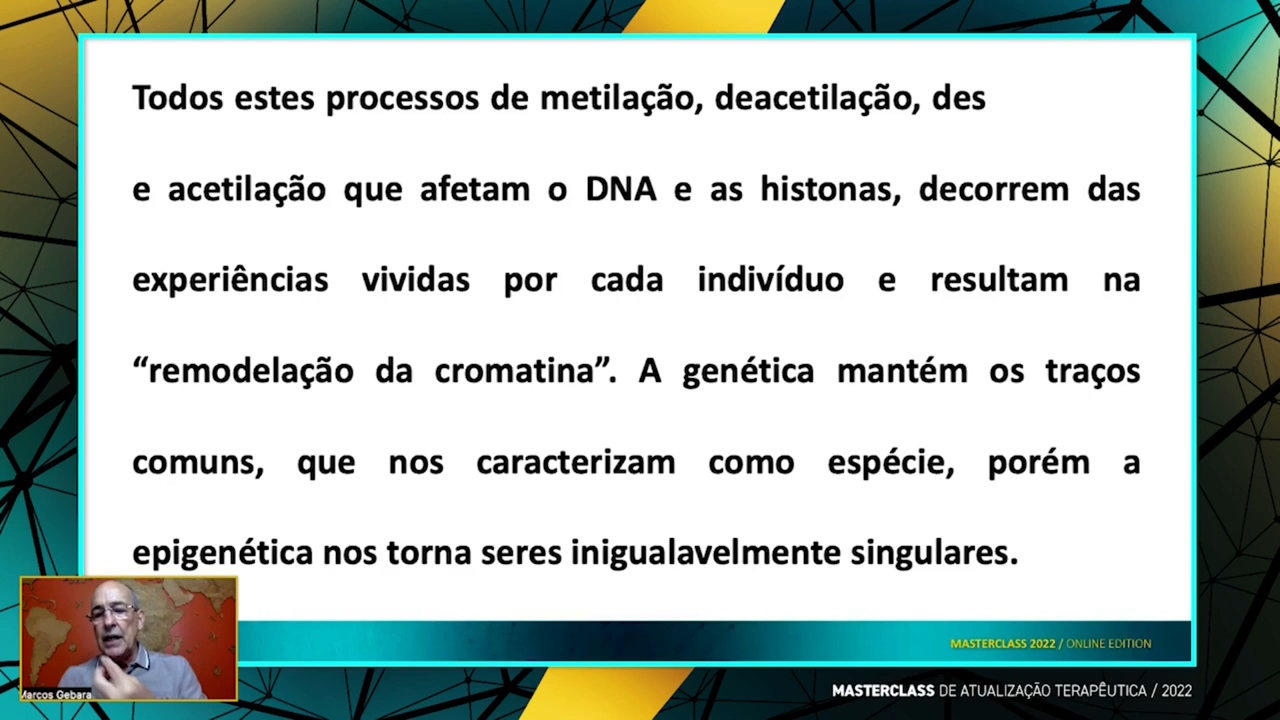 Todos estes processos de metilação, deacetilação, des
e acetilação que afetam o DNA e as histonas, decorrem das
experiências vividas por cada indivíduo e resultam na
“remodelação da cromatina”. A genética mantém os traços
comuns, que nos caracterizam como espécie, porém a
epigenética nos torna seres inigualavelmente singulares.
MASTERCLASS 2022 / ONLINE EDITION
Marcos Gebara
MASTERCLASS DE ATUALIZAÇÃO TERAPÊUTICA / 2022